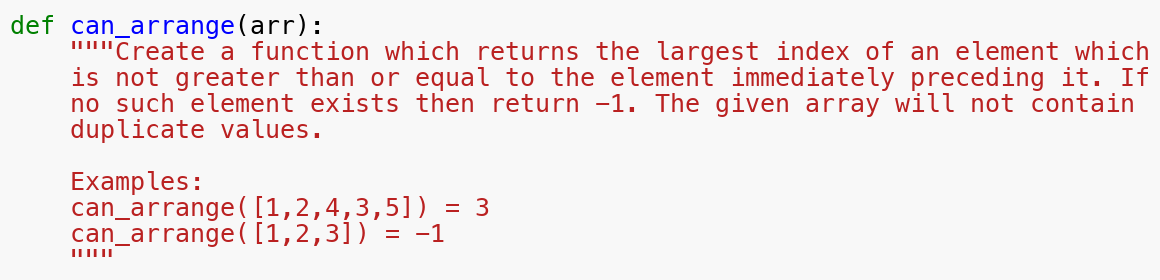 def can_arrange(arr):
    """Create a function which returns the largest index of an element which
    is not greater than or equal to the element immediately preceding it. If
    no such element exists then return −1. The given array will not contain
    duplicate values.

    Examples:
    can_arrange([1,2,4,3,5]) = 3
    can_arrange([1,2,3]) = −1
    """